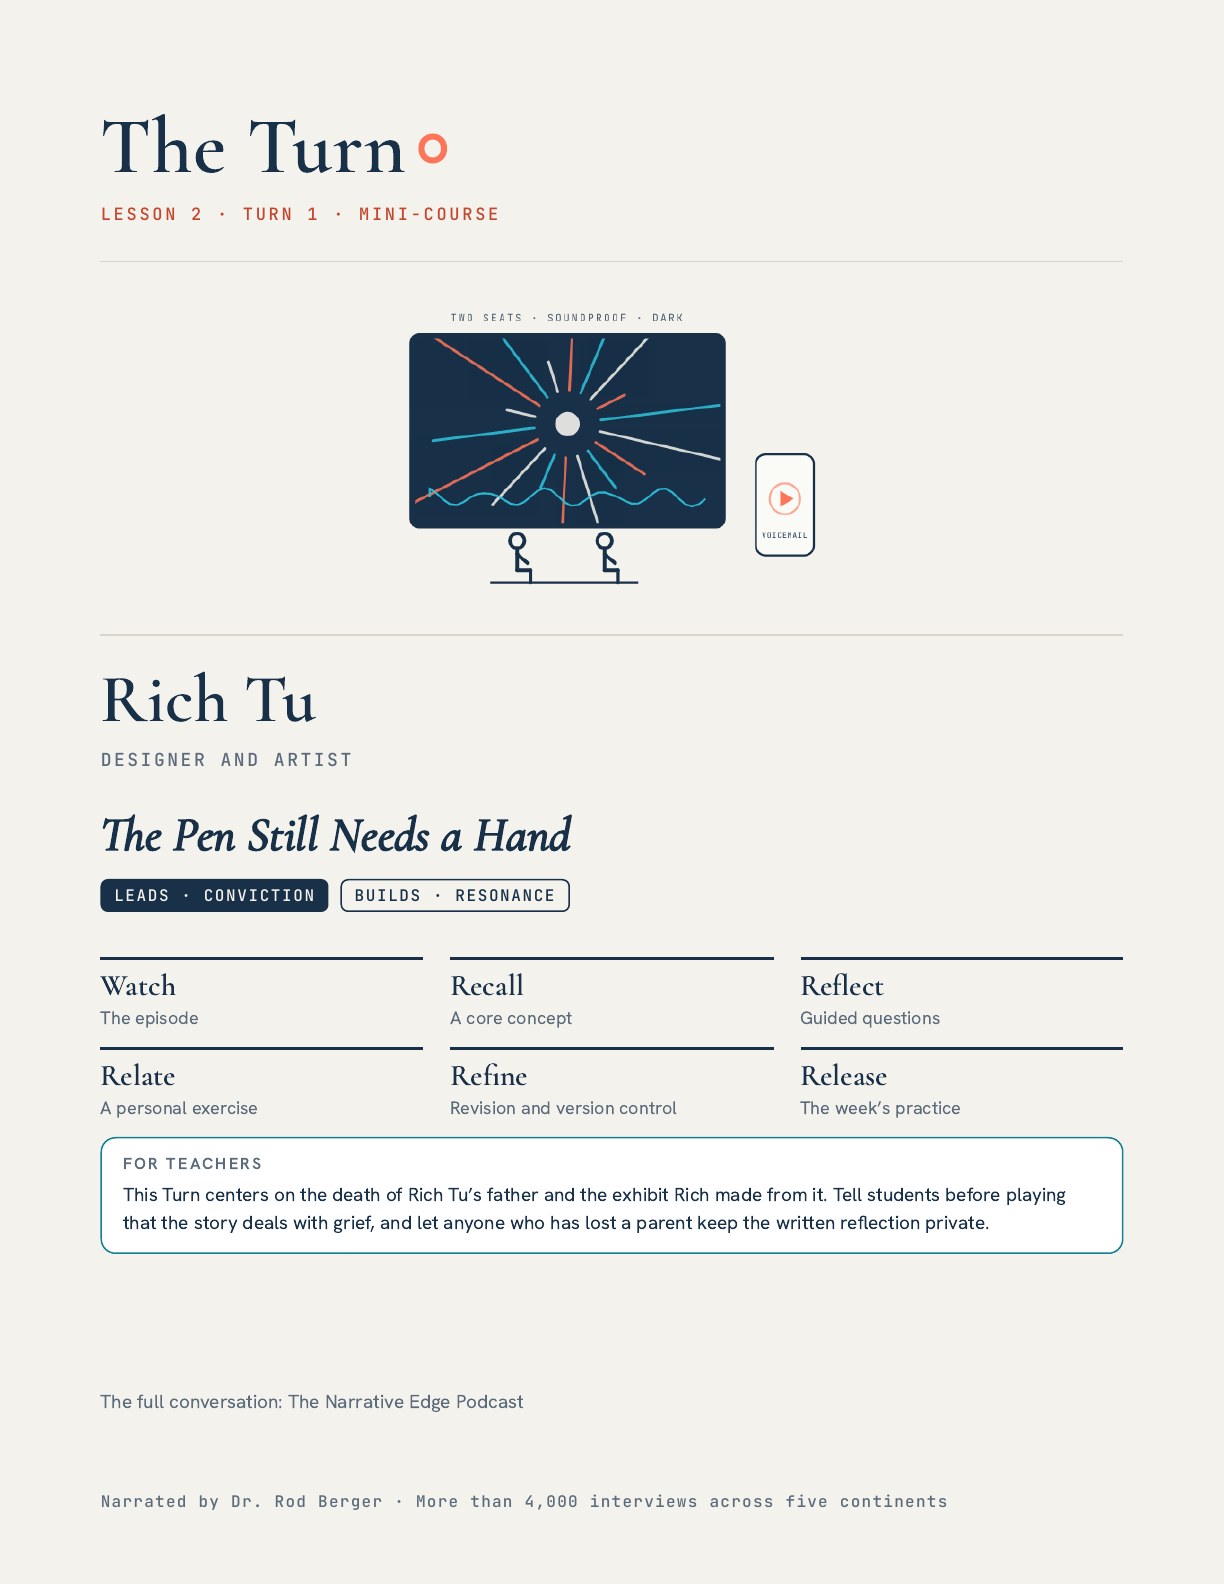 The Turn
LESSON 2 · TURN 1 · MINI-COURSE
TWO SEATS · SOUNDPROOF · DARK
VOICEMAIL
Rich Tu
DESIGNER AND ARTIST
The Pen Still Needs a Hand
LEADS · CONVICTION
BUILDS · RESONANCE
Watch
The episode
Recall
A core concept
Reflect
Guided questions
Relate
A personal exercise
Refine
Revision and version control
Release
The week’s practice
FOR TEACHERS
This Turn centers on the death of Rich Tu’s father and the exhibit Rich made from it. Tell students before playing
that the story deals with grief, and let anyone who has lost a parent keep the written reflection private.
The full conversation: The Narrative Edge Podcast
Narrated by Dr. Rod Berger · More than 4,000 interviews across five continents